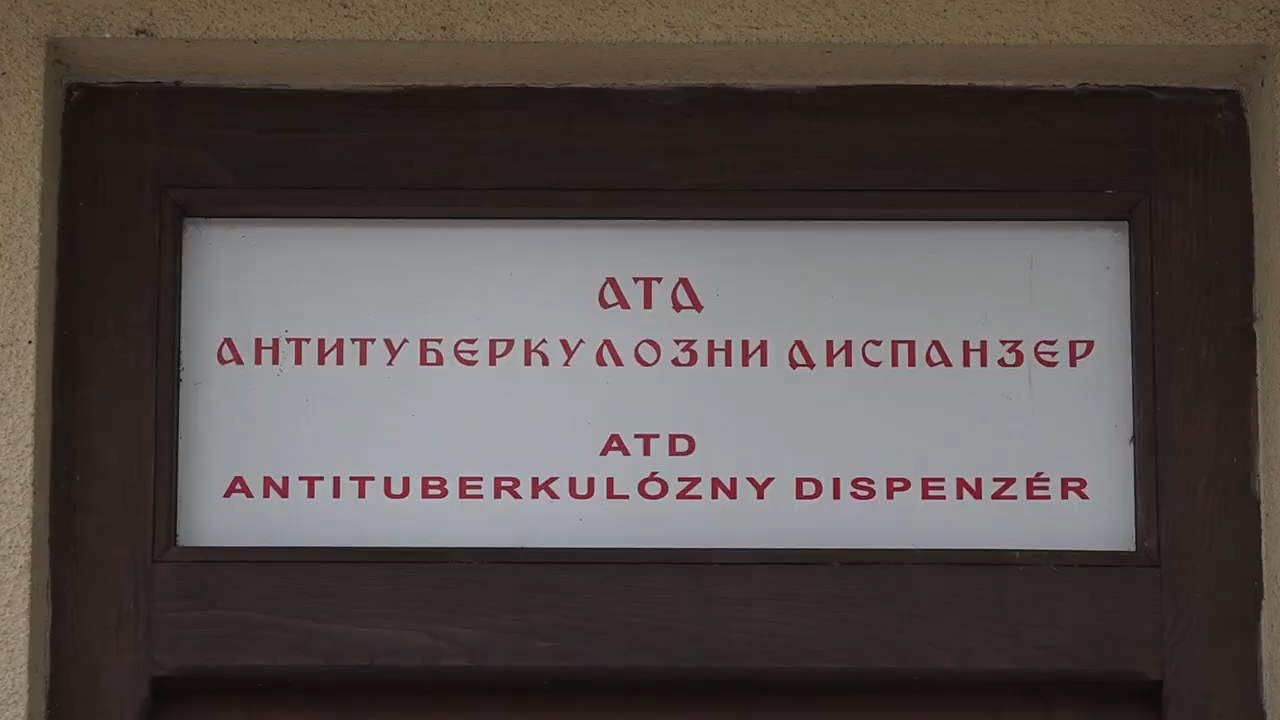 АТД
АНТИТУБЕРКУЛОЗНИ ДИСПАНЗЕР
ATD
ANTITUBERKULÓZNY DISPENZÉR